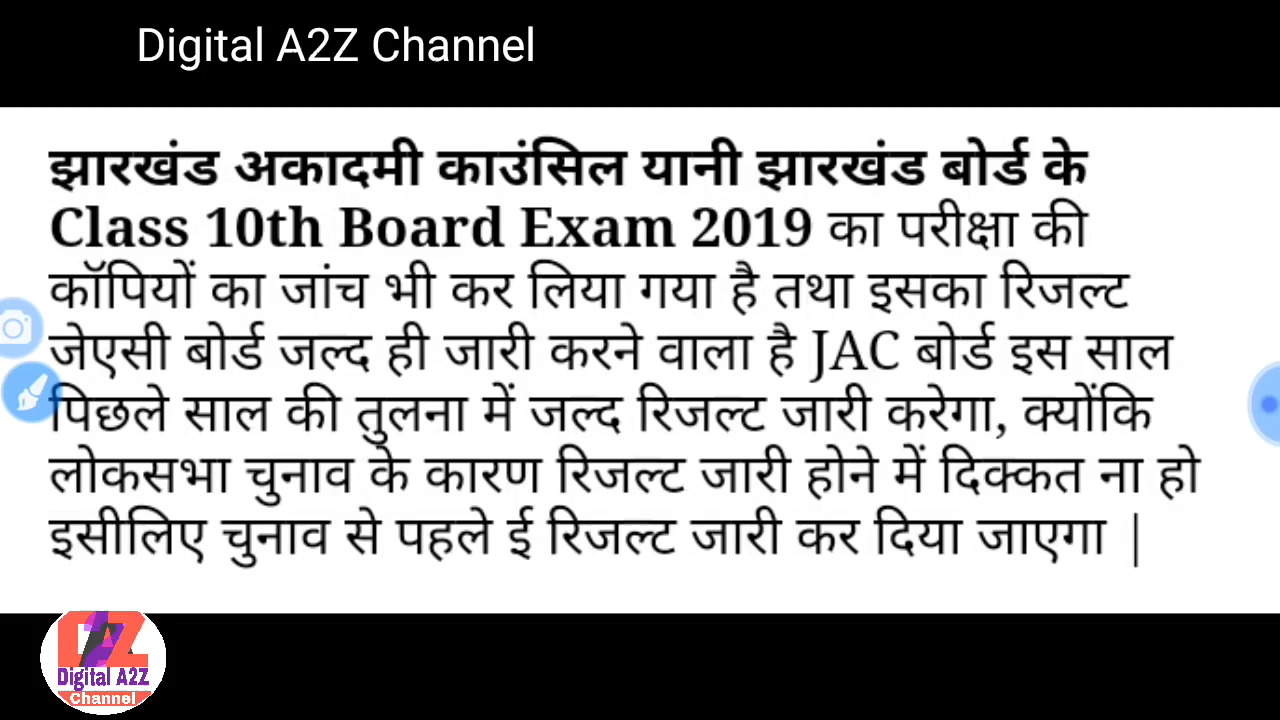 Digital A2Z Channel
झारखंड अकादमी काउंसिल यानी झारखंड बोर्ड के
Class 10th Board Exam 2019 का परीक्षा की
कॉपियों का जांच भी कर लिया गया है तथा इसका रिजल्ट
जेएसी बोर्ड जल्द ही जारी करने वाला है JAC बोर्ड इस साल
पिछले साल की तुलना में जल्द रिजल्ट जारी करेगा, क्योंकि
लोकसभा चुनाव के कारण रिजल्ट जारी होने में दिक्कत ना हो
इसीलिए चुनाव से पहले ई रिजल्ट जारी कर दिया जाएगा |
Digital A2Z
Channel